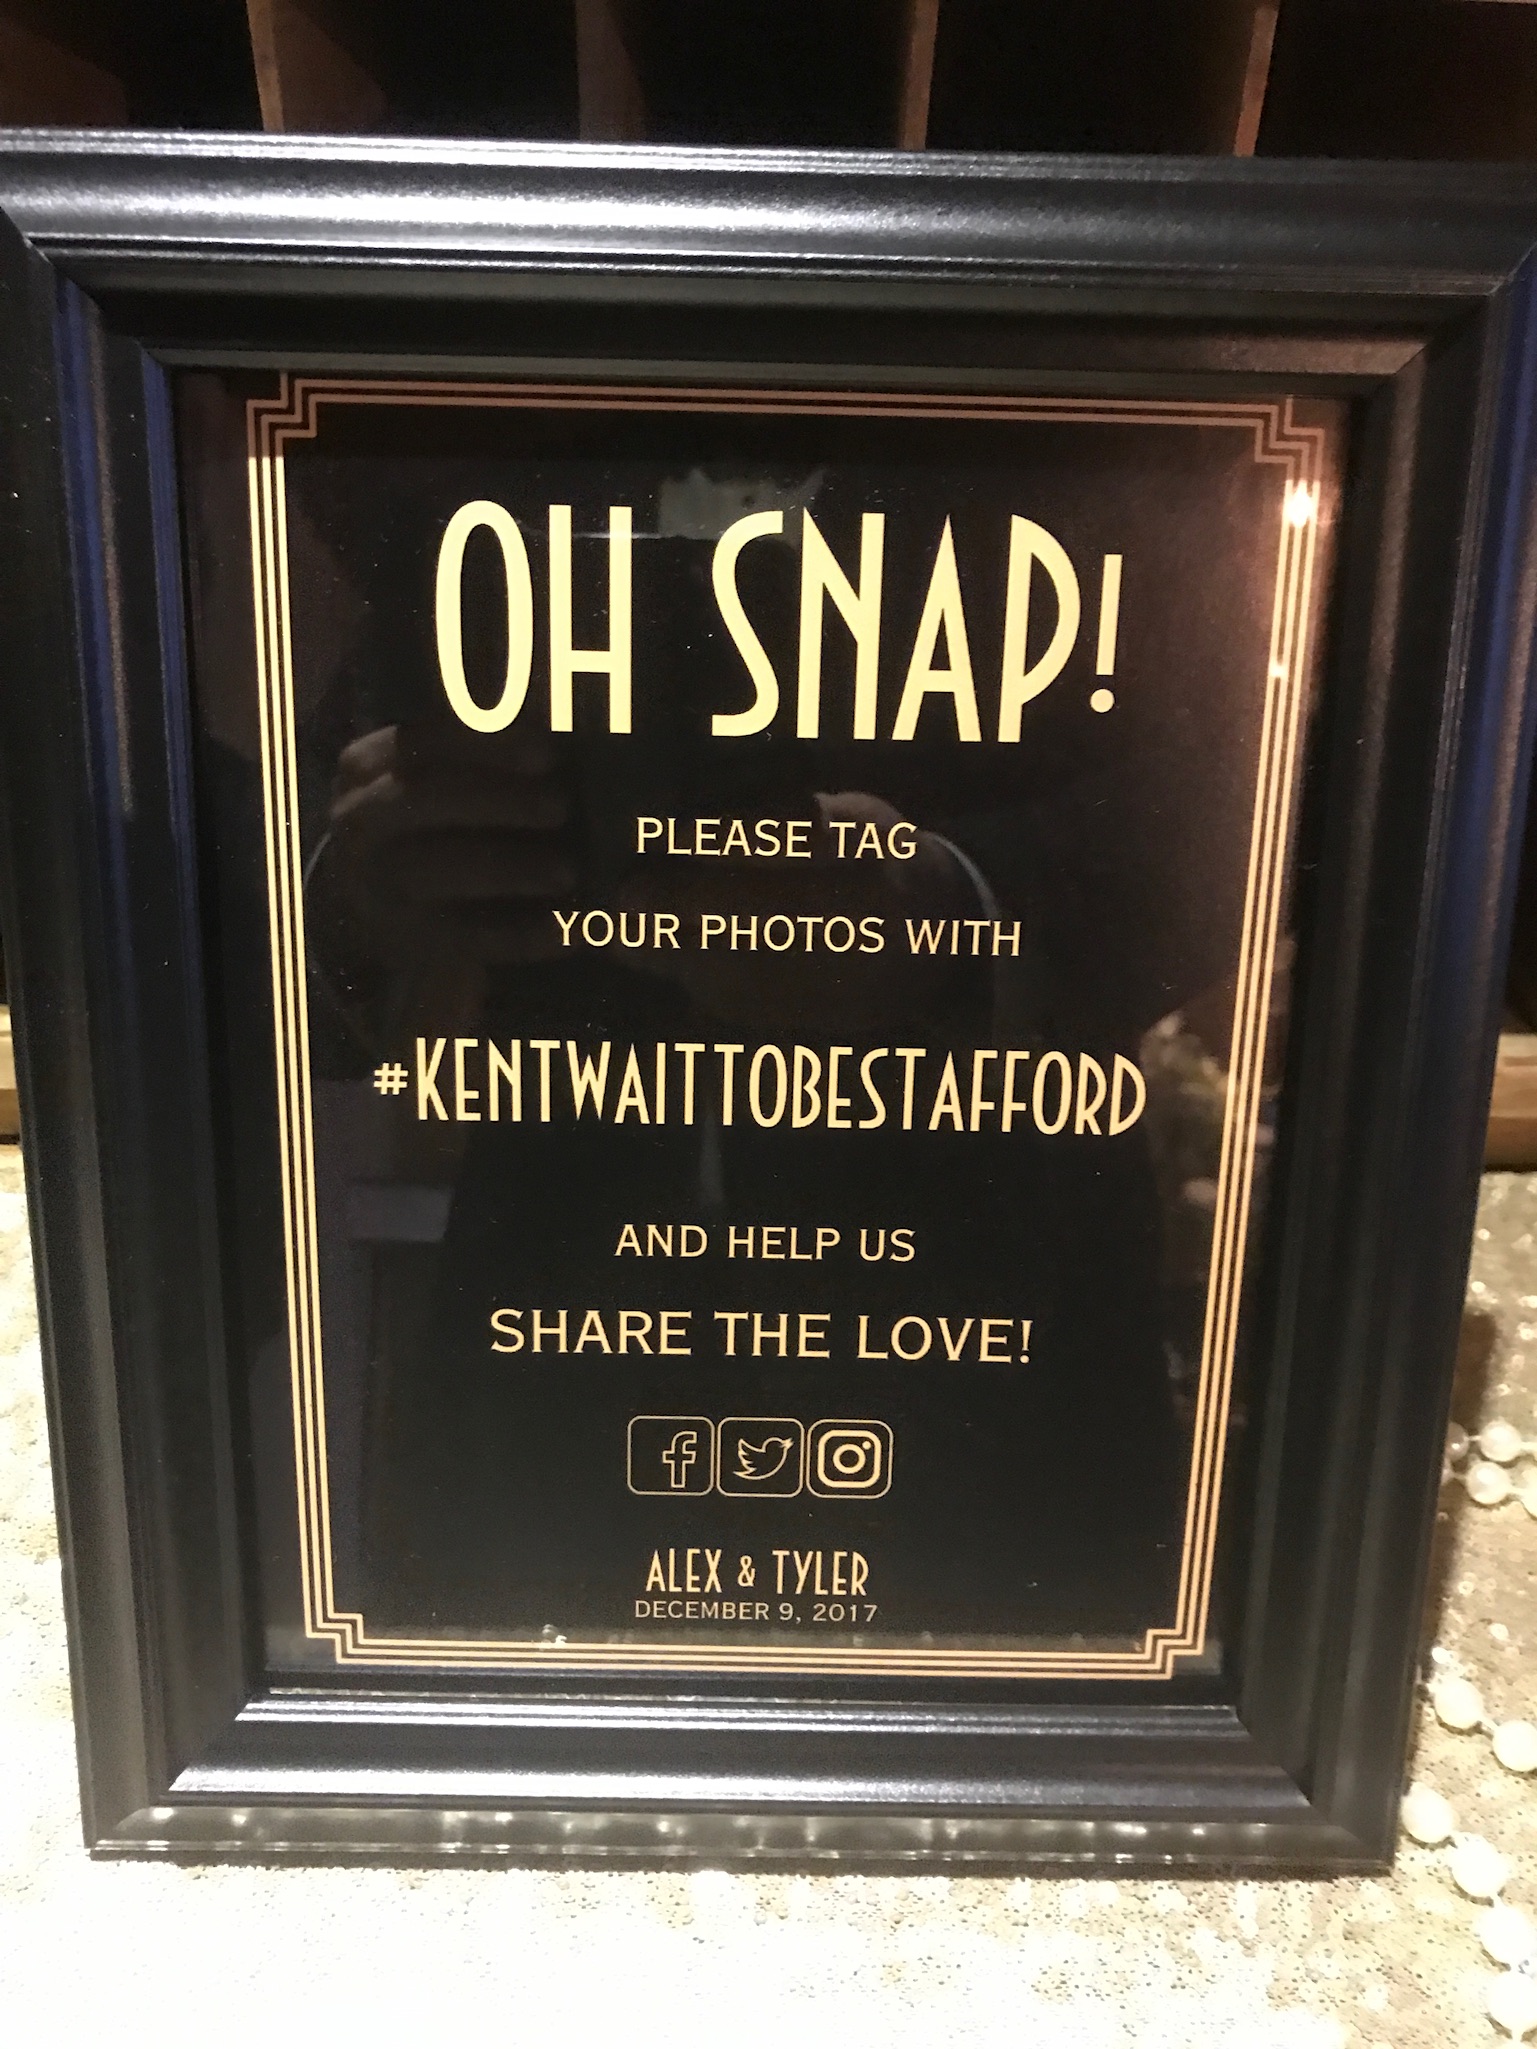 OH SNAP!
PLEASE TAG
YOUR PHOTOS WITH
#KENTWAITTOBESTAFFORD
AND HELP US
SHARE THE LOVE!
ALEX & TYLER
DECEMBER 9, 2017